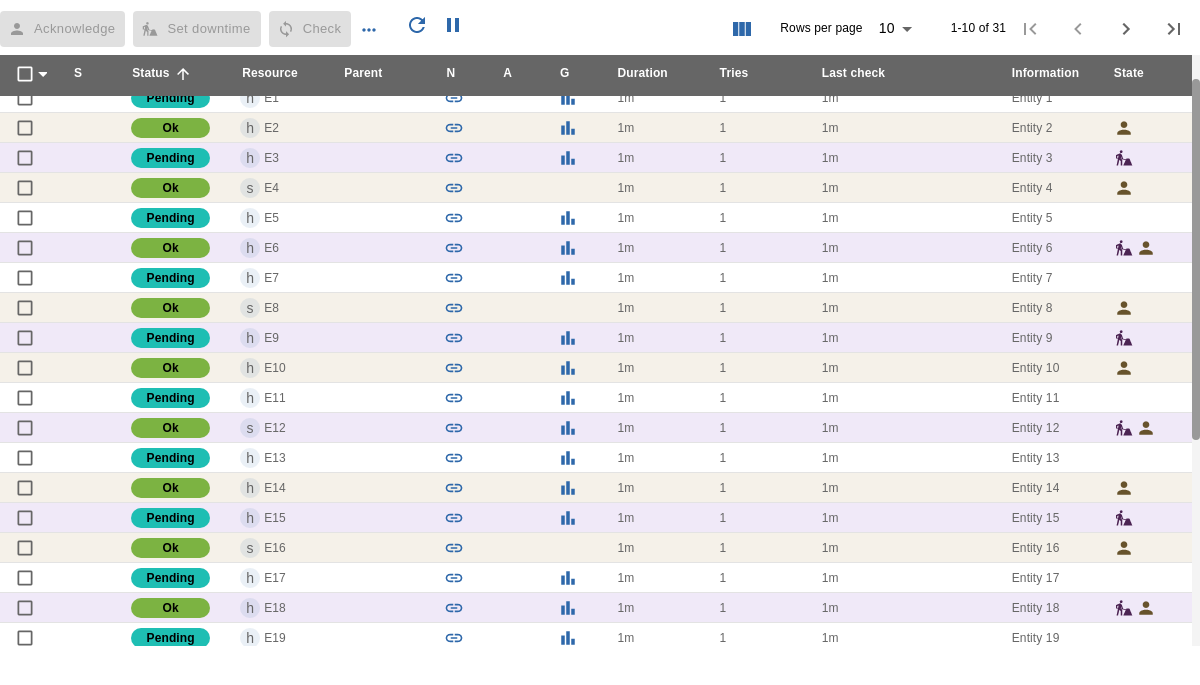 Acknowledge Set downtime Check Rows per page 10 1-10 of 31
S Status Resource Parent N A G Duration Tries Last check Information State
Pending h E1 1m 1 1m Entity 1
Ok h E2 1m 1 1m Entity 2
Pending h E3 1m 1 1m Entity 3
Ok s E4 1m 1 1m Entity 4
Pending h E5 1m 1 1m Entity 5
Ok h E6 1m 1 1m Entity 6
Pending h E7 1m 1 1m Entity 7
Ok s E8 1m 1 1m Entity 8
Pending h E9 1m 1 1m Entity 9
Ok h E10 1m 1 1m Entity 10
Pending h E11 1m 1 1m Entity 11
Ok s E12 1m 1 1m Entity 12
Pending h E13 1m 1 1m Entity 13
Ok h E14 1m 1 1m Entity 14
Pending h E15 1m 1 1m Entity 15
Ok s E16 1m 1 1m Entity 16
Pending h E17 1m 1 1m Entity 17
Ok h E18 1m 1 1m Entity 18
Pending h E19 1m 1 1m Entity 19